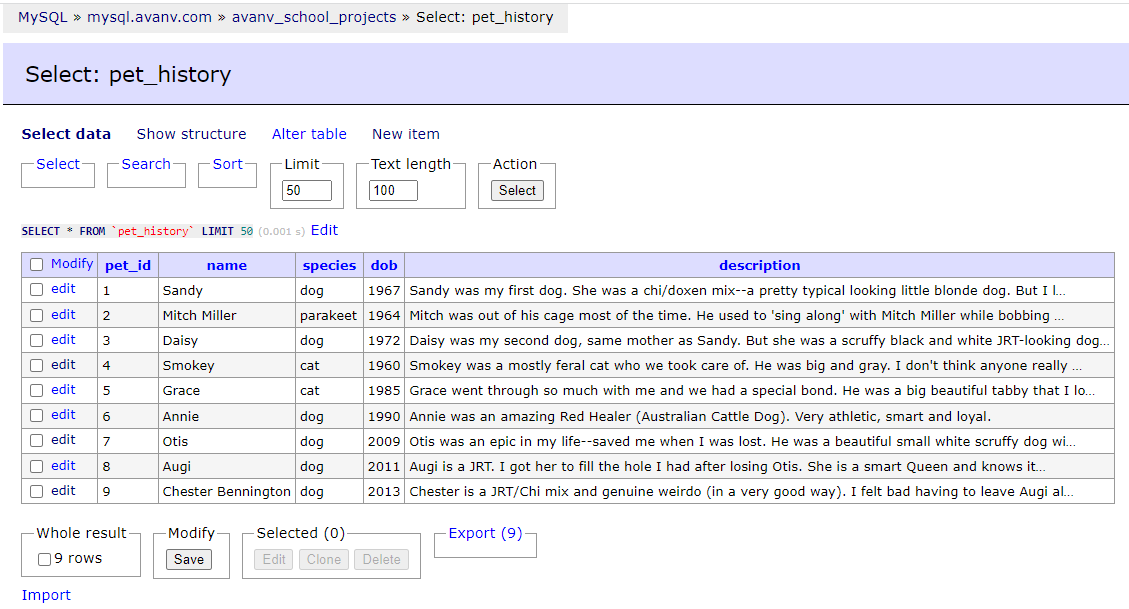 MySQL » mysql.avanv.com » avanv_school_projects » Select: pet_history
Select: pet_history
Select data Show structure Alter table New item
Select Search Sort Limit Text length Action
50 100 Select
SELECT * FROM `pet_history` LIMIT 50 (0.001 s) Edit
Modify pet_id name species dob description
edit 1 Sandy dog 1967 Sandy was my first dog. She was a chi/doxen mix--a pretty typical looking little blonde dog. But I l...
edit 2 Mitch Miller parakeet 1964 Mitch was out of his cage most of the time. He used to 'sing along' with Mitch Miller while bobbing ...
edit 3 Daisy dog 1972 Daisy was my second dog, same mother as Sandy. But she was a scruffy black and white JRT-looking dog...
edit 4 Smokey cat 1960 Smokey was a mostly feral cat who we took care of. He was big and gray. I don't think anyone really ...
edit 5 Grace cat 1985 Grace went through so much with me and we had a special bond. He was a big beautiful tabby that I lo...
edit 6 Annie dog 1990 Annie was an amazing Red Healer (Australian Cattle Dog). Very athletic, smart and loyal.
edit 7 Otis dog 2009 Otis was an epic in my life--saved me when I was lost. He was a beautiful small white scruffy dog wi...
edit 8 Augi dog 2011 Augi is a JRT. I got her to fill the hole I had after losing Otis. She is a smart Queen and knows it...
edit 9 Chester Bennington dog 2013 Chester is a JRT/Chi mix and genuine weirdo (in a very good way). I felt bad having to leave Augi al...
Whole result Modify Selected (0) Export (9)
9 rows Save Edit Clone Delete
Import